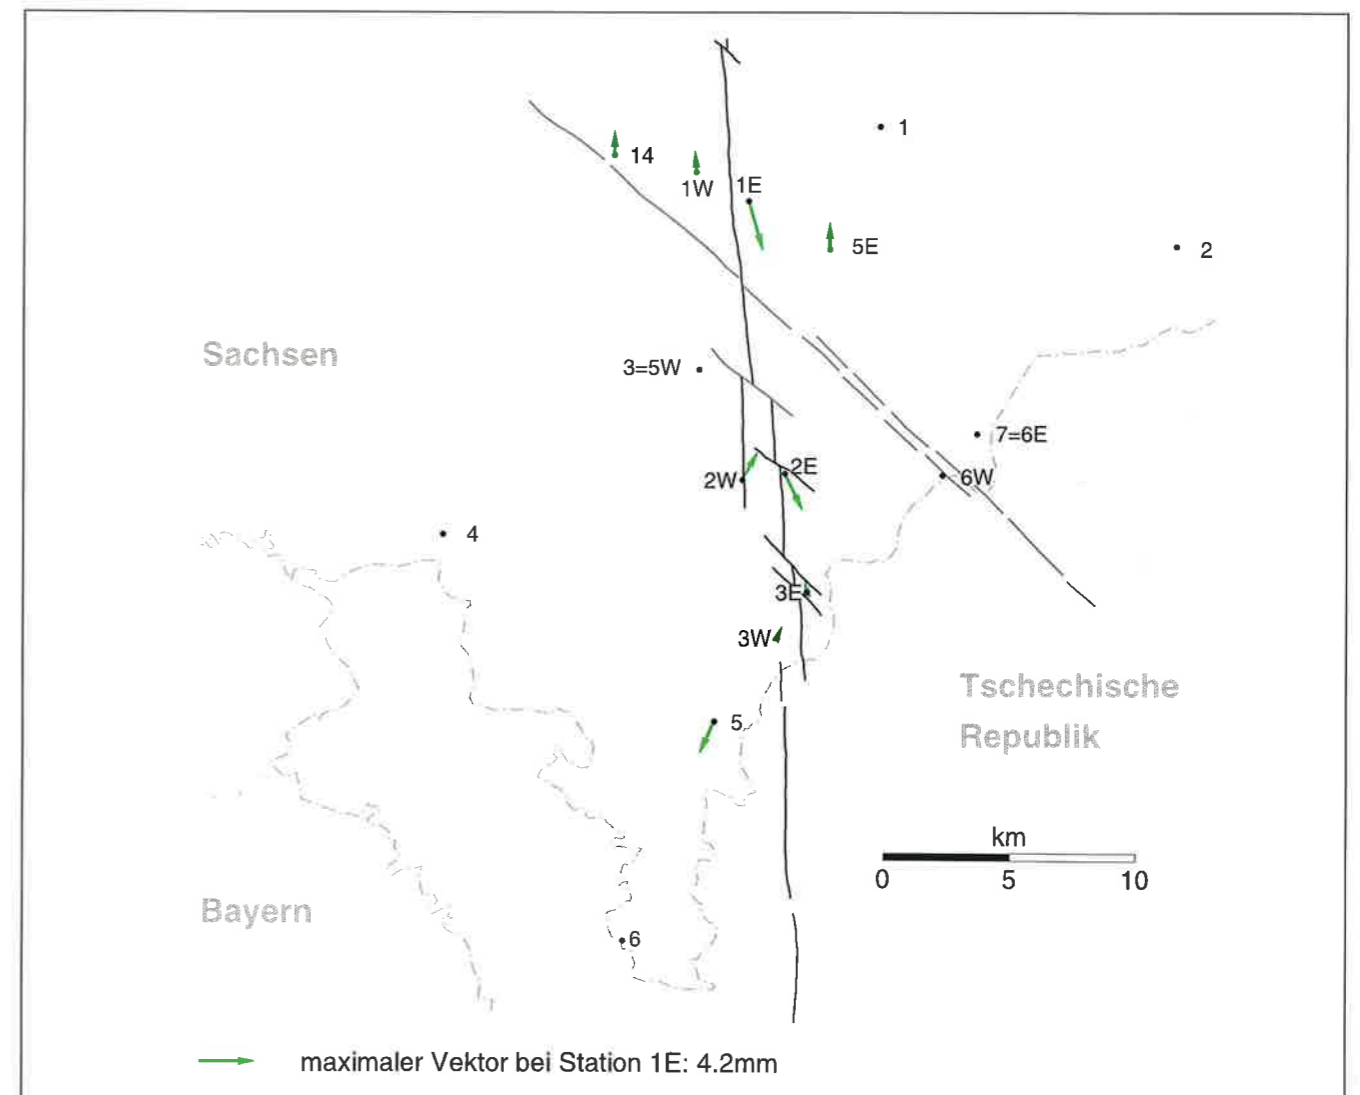 1
14
1W
1E
5E
2
Sachsen
3=5W
7=6E
2W
2E
6W
4
3E
3W
Tschechische
Republik
5
km
0 5 10
Bayern
6
maximaler Vektor bei Station 1E: 4.2mm